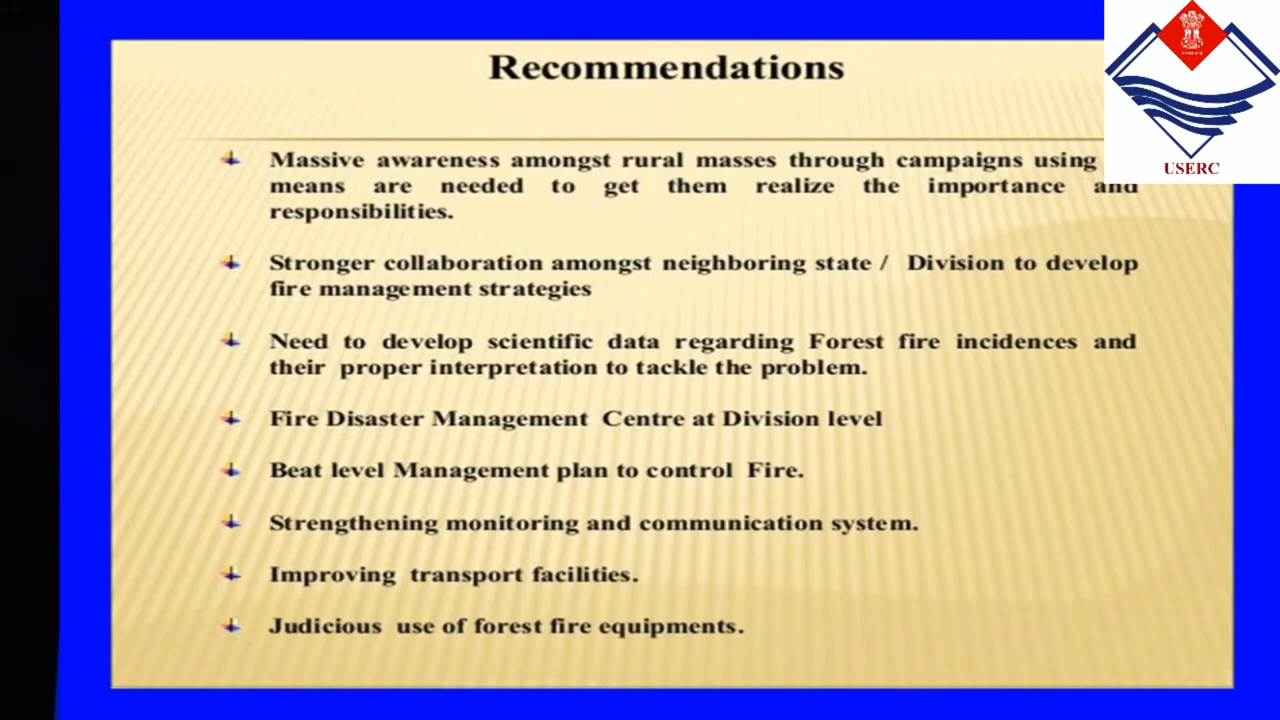 Recommendations
Massive awareness amongst rural masses through campaigns using
means are needed to get them realize the importance and
responsibilities.
Stronger collaboration amongst neighboring state / Division to develop
fire management strategies
Need to develop scientific data regarding Forest fire incidences and
their proper interpretation to tackle the problem.
Fire Disaster Management Centre at Division level
Beat level Management plan to control Fire.
Strengthening monitoring and communication system.
Improving transport facilities.
Judicious use of forest fire equipments.
USERC